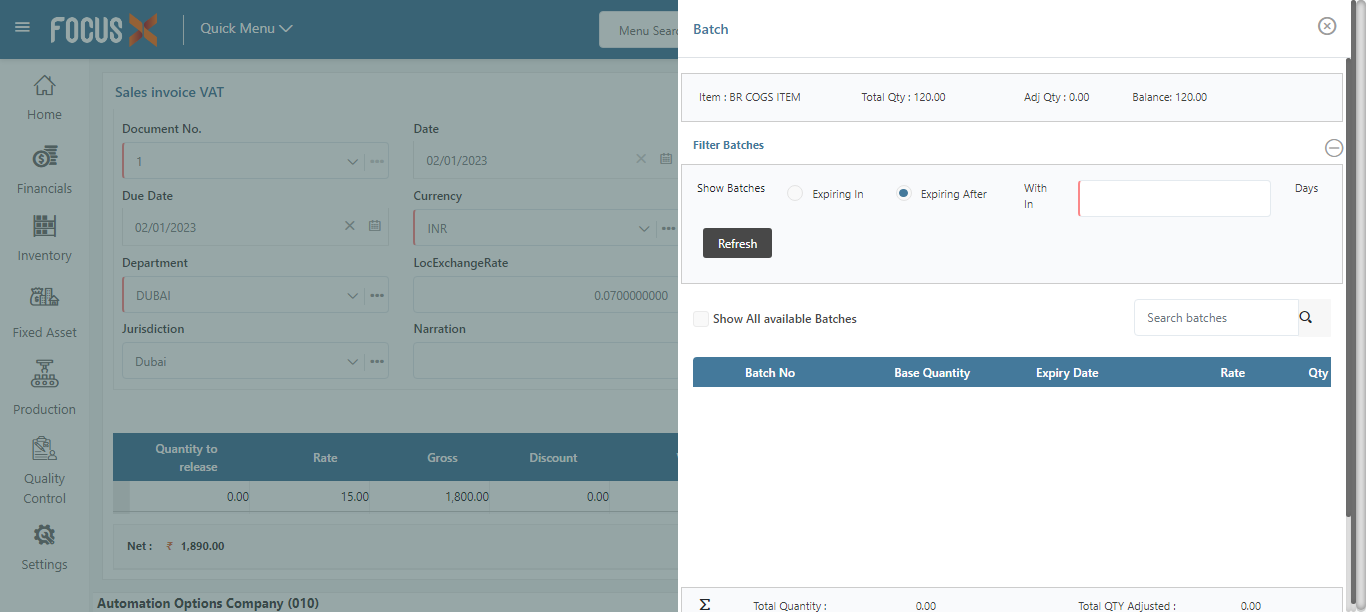 FOCUS X
Quick Menu
Menu Sear
Batch
Item : BR COGS ITEM Total Qty : 120.00 Adj Qty : 0.00 Balance: 120.00
Filter Batches
Show Batches Expiring In Expiring After With In Days
Refresh
Show All available Batches
Search batches
Batch No Base Quantity Expiry Date Rate Qty
Σ Total Quantity : 0.00 Total QTY Adjusted : 0.00
Home
Financials
Inventory
Fixed Asset
Production
Quality
Control
Settings
Sales invoice VAT
Document No. Date
1 02/01/2023
Due Date Currency
02/01/2023 INR
Department LocExchangeRate
DUBAI 0.0700000000
Jurisdiction Narration
Dubai
Quantity to release Rate Gross Discount
0.00 15.00 1,800.00 0.00
Net : ₹ 1,890.00
Automation Options Company (010)